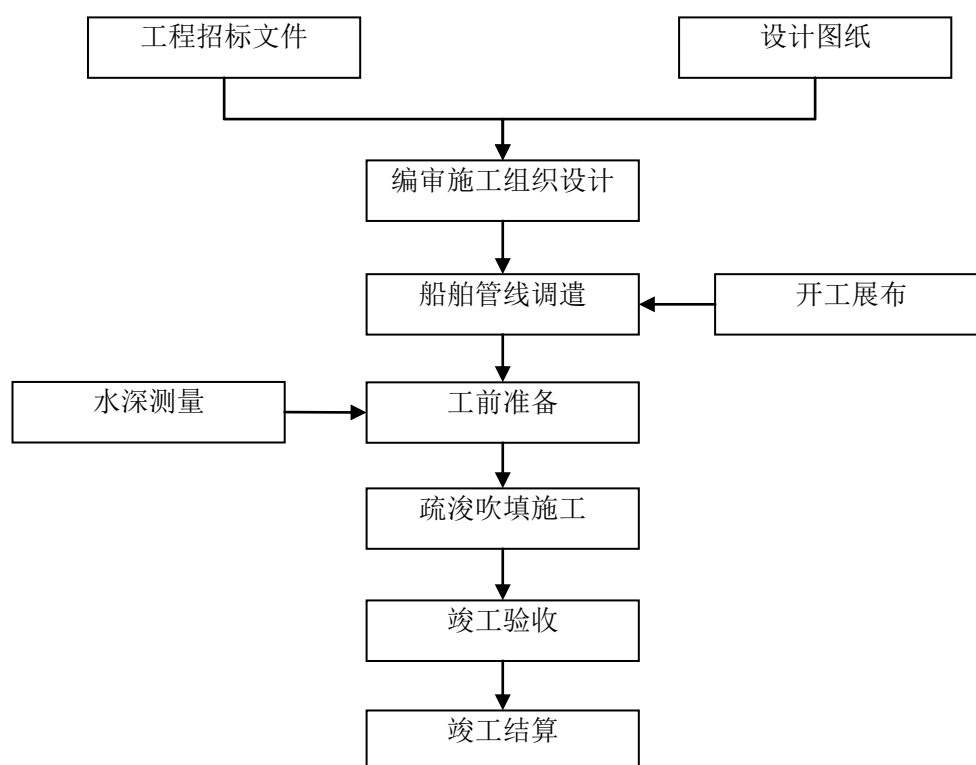 工程招标文件
设计图纸
编审施工组织设计
船舶管线调遣
开工展布
水深测量
工前准备
疏浚吹填施工
竣工验收
竣工结算